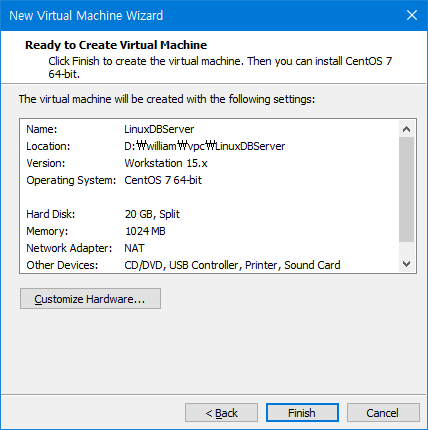 New Virtual Machine Wizard
Ready to Create Virtual Machine
Click Finish to create the virtual machine. Then you can install CentOS 7
64-bit.
The virtual machine will be created with the following settings:
Name: LinuxDBServer
Location: D:₩william₩vpc₩LinuxDBServer
Version: Workstation 15.x
Operating System: CentOS 7 64-bit
Hard Disk: 20 GB, Split
Memory: 1024 MB
Network Adapter: NAT
Other Devices: CD/DVD, USB Controller, Printer, Sound Card
Customize Hardware...
< Back Finish Cancel